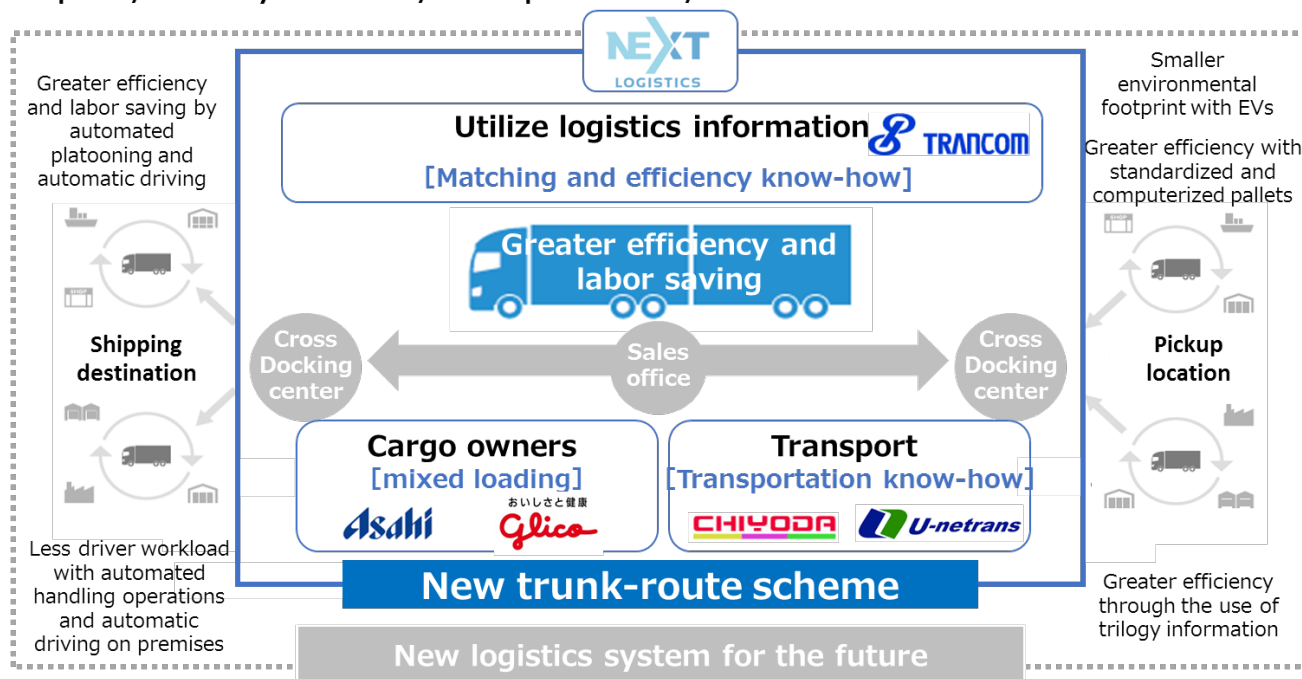 NEXT
LOGISTICS
Greater efficiency
and labor saving by
automated
platooning and
automatic driving
Utilize logistics information
TRANCOM
[Matching and efficiency know-how]
Smaller
environmental
footprint with EVs
Greater efficiency with
standardized and
computerized pallets
SHOP
SHOP
Greater efficiency and
labor saving
Shipping
destination
Cross
Docking
center
Sales
office
Cross
Docking
center
Pickup
location
Cargo owners
[mixed loading]
Asahi
おいしさと健康
Glico
Transport
[Transportation know-how]
CHIYODA
U-netrans
Less driver workload
with automated
handling operations
and automatic
driving on premises
Greater efficiency
through the use of
trilogy information
New trunk-route scheme
New logistics system for the future